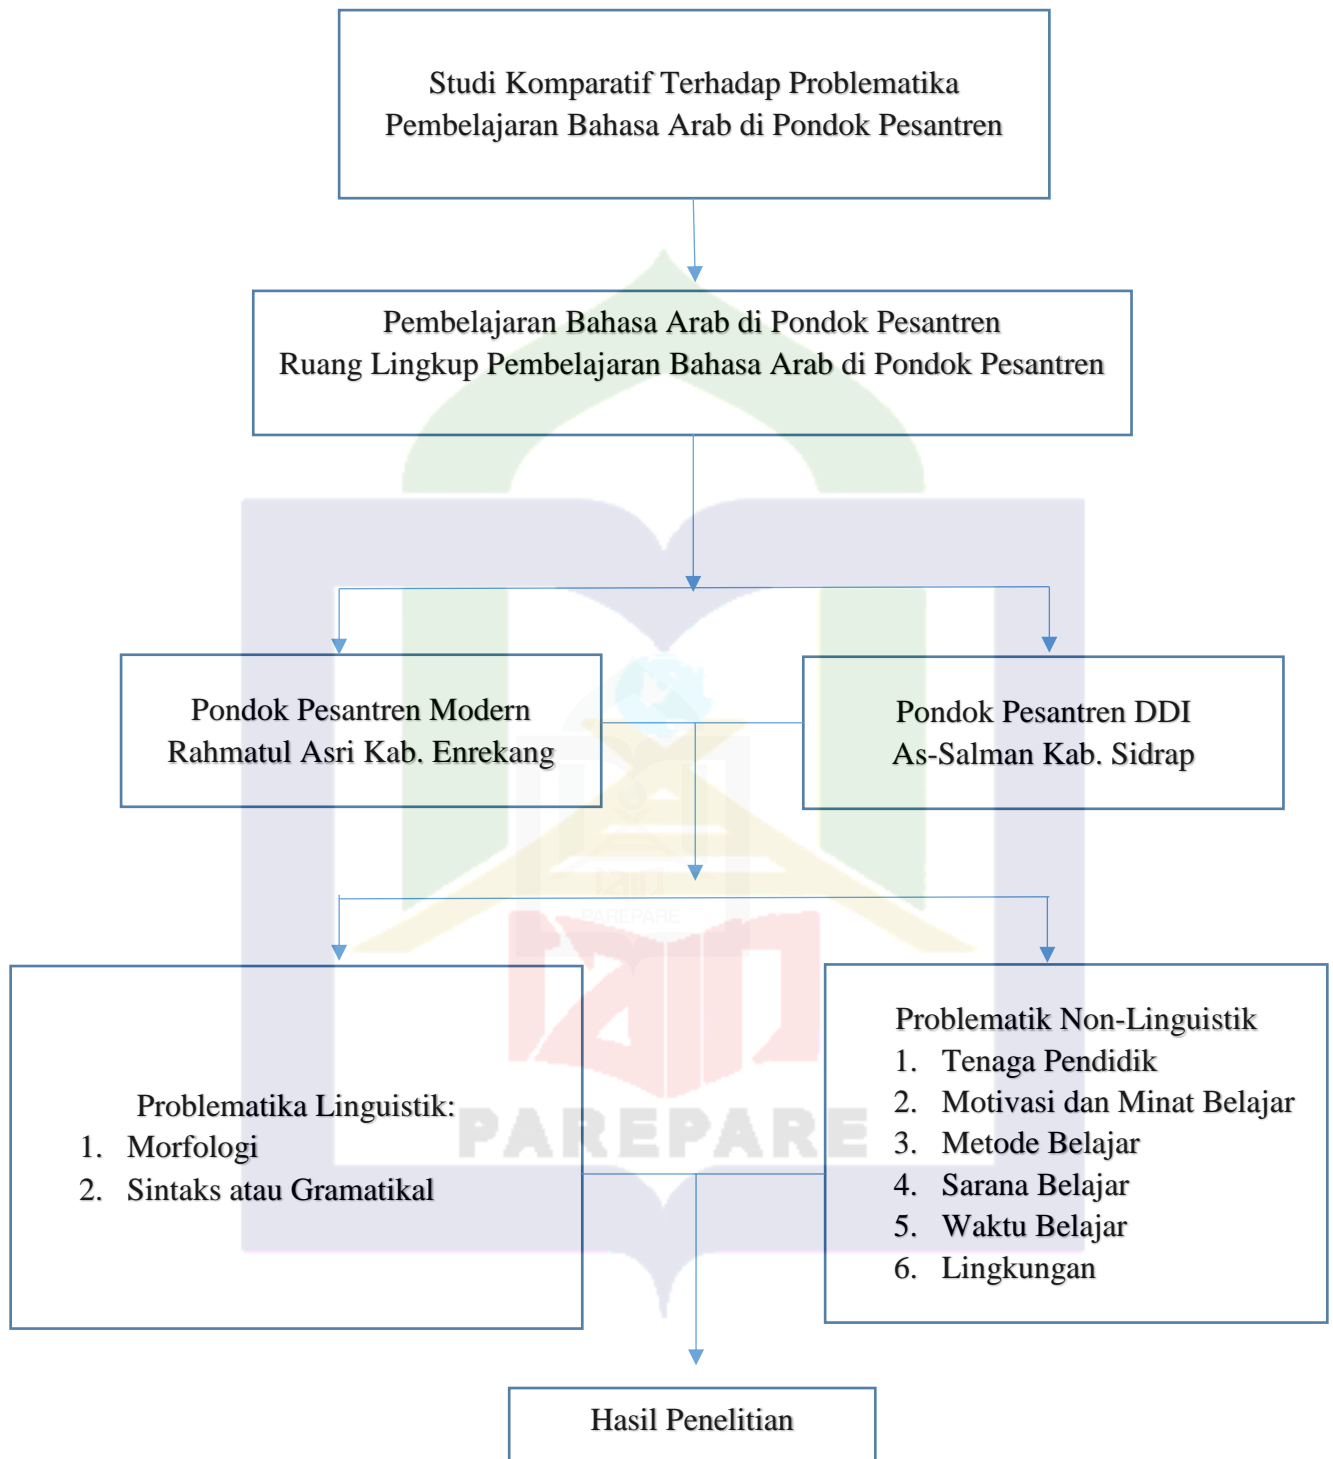 Studi Komparatif Terhadap Problematika
Pembelajaran Bahasa Arab di Pondok Pesantren
Pembelajaran Bahasa Arab di Pondok Pesantren
Ruang Lingkup Pembelajaran Bahasa Arab di Pondok Pesantren
Pondok Pesantren Modern
Rahmatul Asri Kab. Enrekang
Pondok Pesantren DDI
As-Salman Kab. Sidrap
iain
PAREPARE
iain
PAREPARE
Problematika Linguistik:
1. Morfologi
2. Sintaks atau Gramatikal
Problematik Non-Linguistik
1. Tenaga Pendidik
2. Motivasi dan Minat Belajar
3. Metode Belajar
4. Sarana Belajar
5. Waktu Belajar
6. Lingkungan
Hasil Penelitian